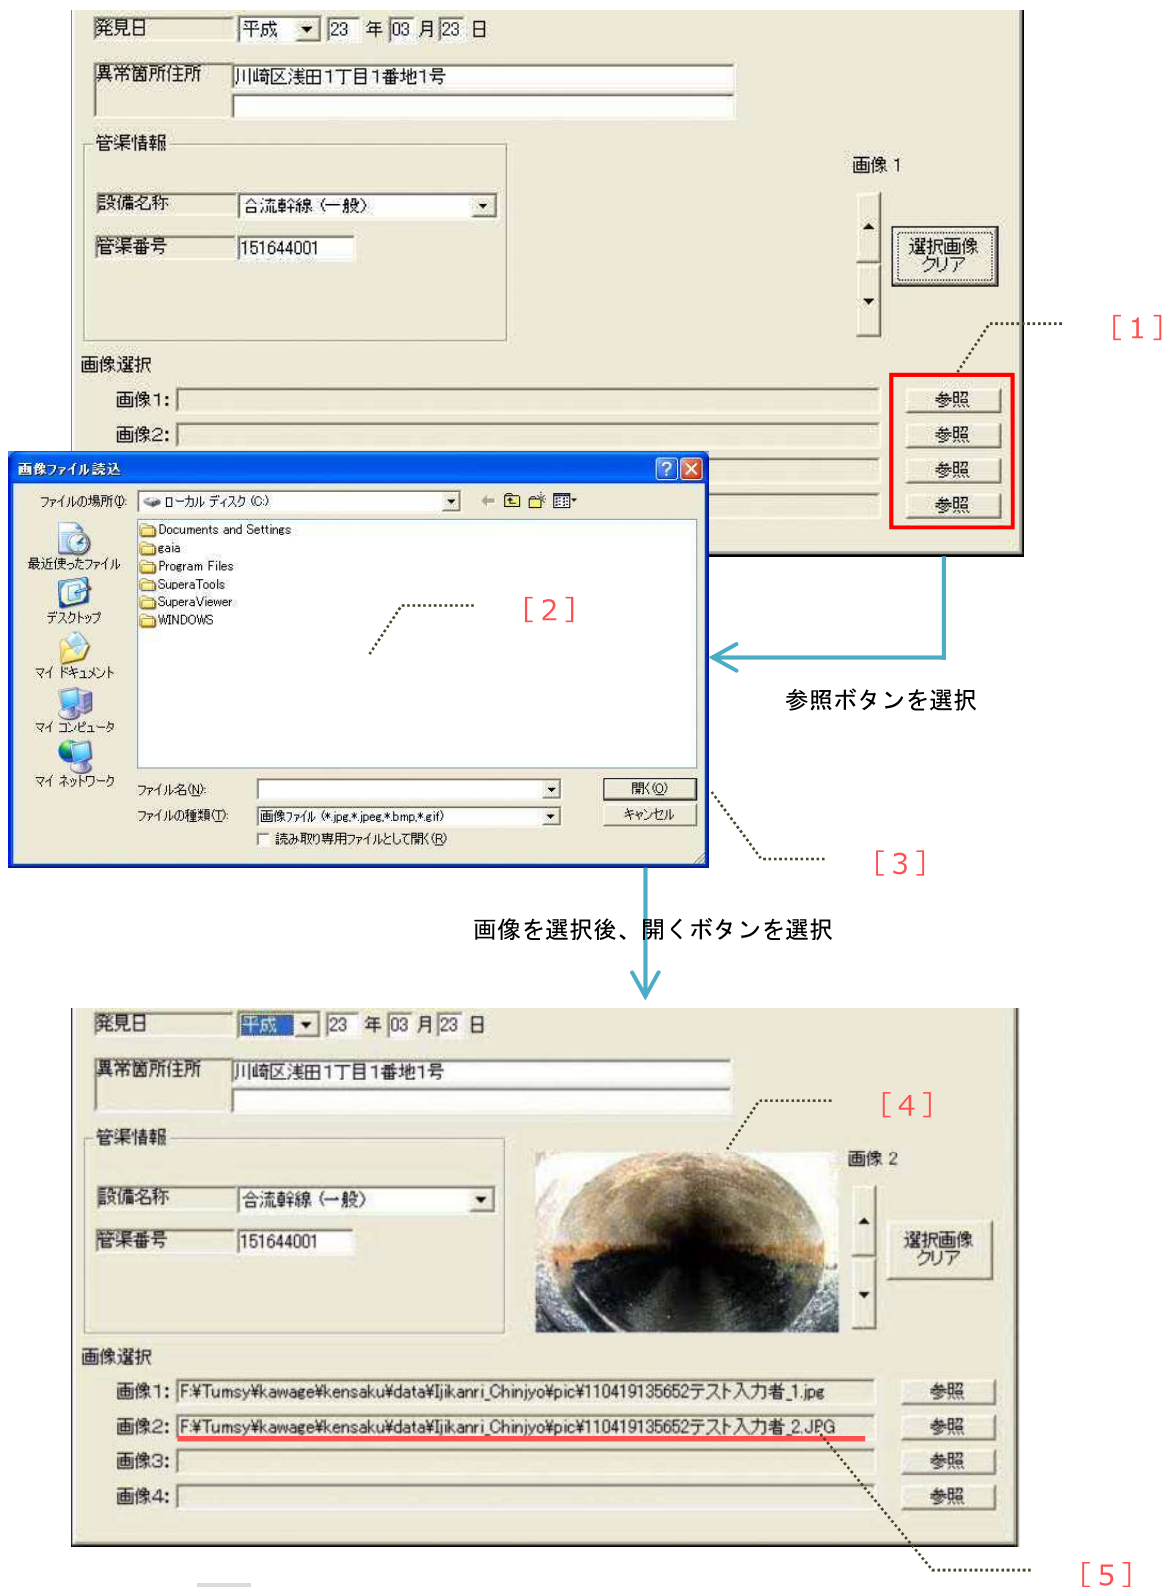 発見日 平成 23 年 03 月 23 日
異常箇所住所 川崎区浅田1丁目1番地1号
管渠情報
画像 1
設備名称 合流幹線(一般)
選択画像
クリア
管渠番号 151644001
[1]
画像選択
画像1: 参照
画像2: 参照
参照
参照
画像ファイル読込
ファイルの場所(I): ローカル ディスク (C:)
Documents and Settings
gaia
Program Files
SuperaTools
SuperaViewer
WINDOWS
最近使ったファイル
デスクトップ
マイ ドキュメント
マイ コンピュータ
マイ ネットワーク
[2]
参照ボタンを選択
ファイル名(N): 開く(O)
ファイルの種類(T): 画像ファイル (*.jpg,*.jpeg,*.bmp,*.gif) キャンセル
読み取り専用ファイルとして開く(R)
[3]
画像を選択後、開くボタンを選択
発見日 平成 23 年 03 月 23 日
異常箇所住所 川崎区浅田1丁目1番地1号
[4]
管渠情報
画像 2
設備名称 合流幹線(一般)
選択画像
クリア
管渠番号 151644001
画像選択
画像1: F:¥Tumsy¥kawage¥kensaku¥data¥Ijikanri_Chinjyo¥pic¥110419135652テスト入力者_1.jpg 参照
画像2: F:¥Tumsy¥kawage¥kensaku¥data¥Ijikanri_Chinjyo¥pic¥110419135652テスト入力者_2.JPG 参照
画像3: 参照
画像4: 参照
[5]